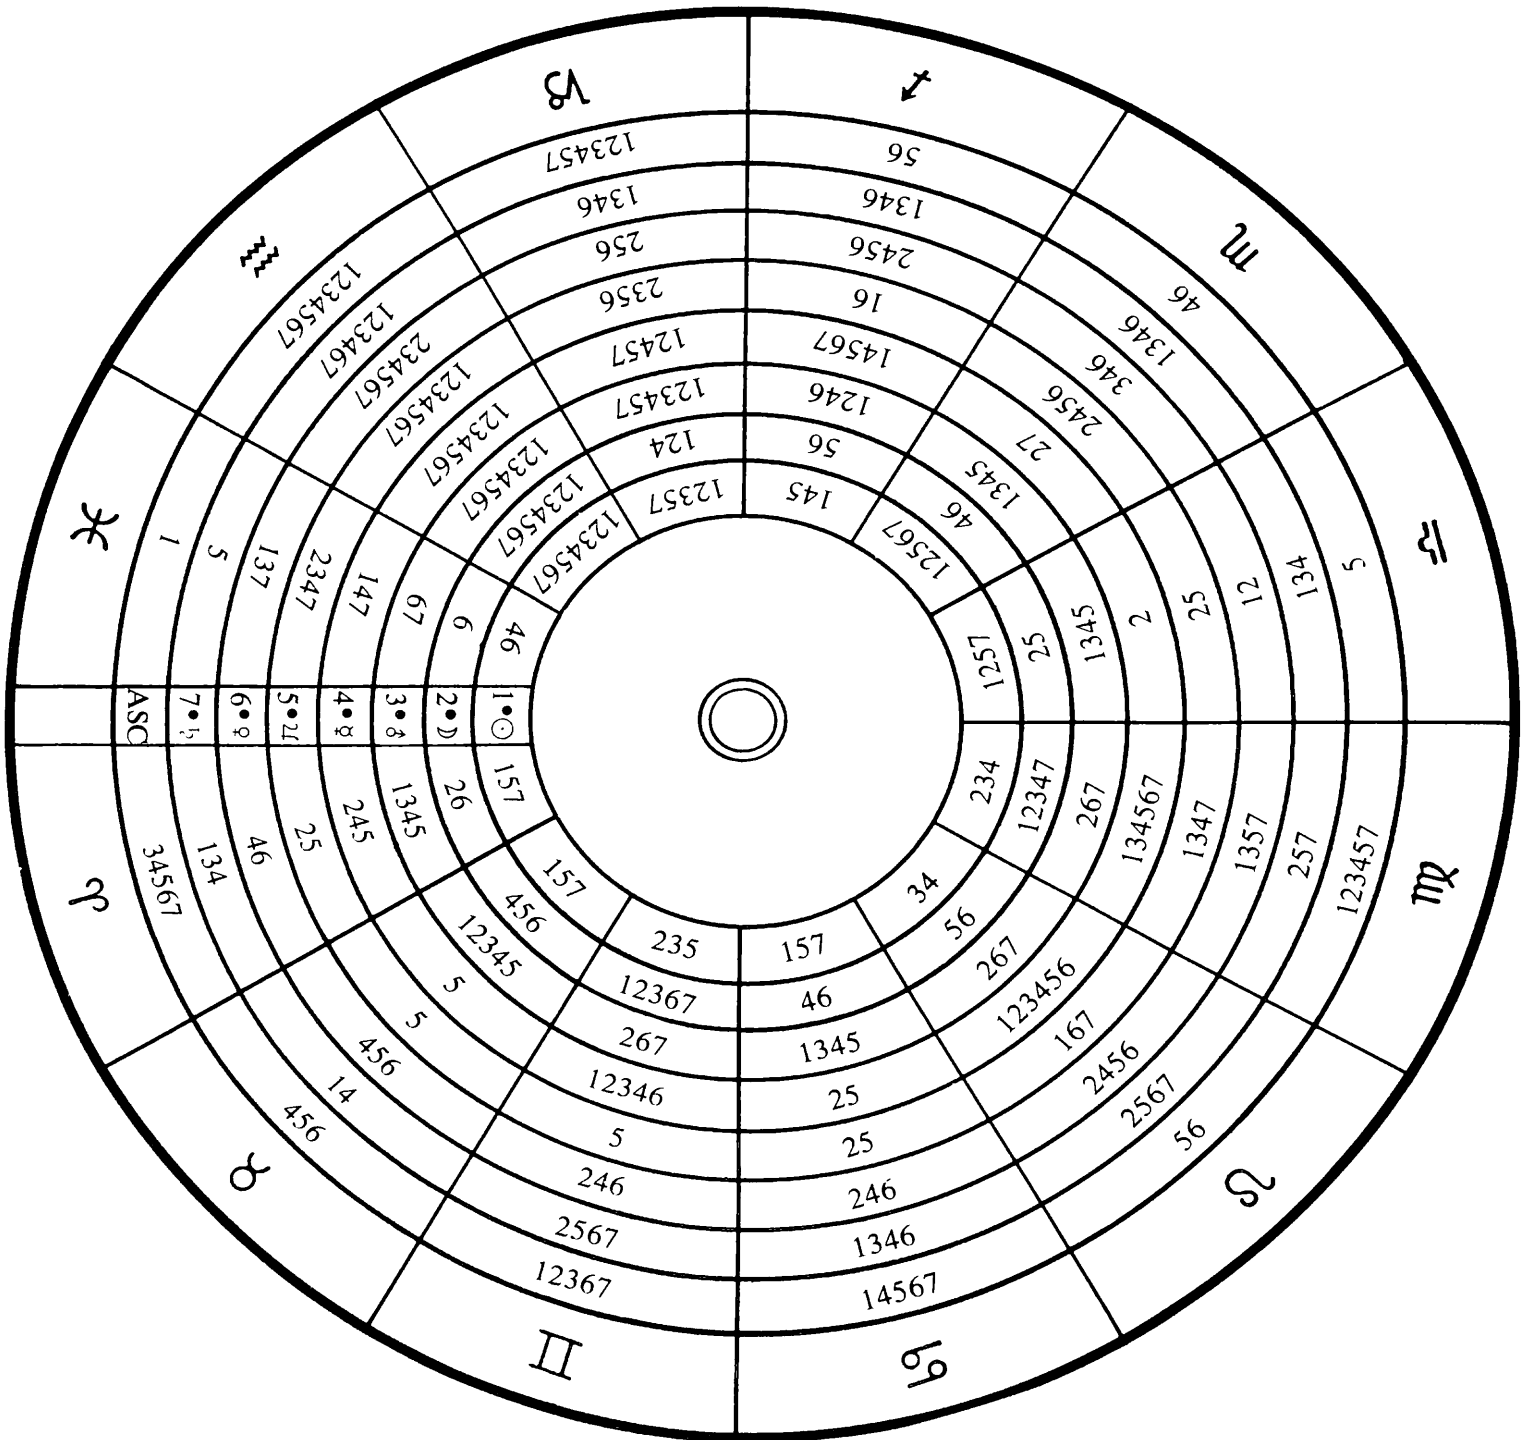 ASC 7•♄ 6•♀ 5•♃ 4•☿ 3•♂ 2•☽ 1•☉
♈ 34567 134 46 25 245 1345 26 157
♉ 456 14 456 5 5 12345 456 157
♊ 12367 2567 246 5 12346 267 12367 235
♋ 14567 1346 246 25 25 1345 46 157
♌ 56 2567 2456 167 123456 267 56 34
♍ 123457 257 1357 1347 134567 267 12347 234
♎ 5 134 12 25 2 1345 25 1257
♏ 46 1346 346 2456 27 1345 46 12567
♐ 56 1346 2456 16 14567 1246 56 145
♑ 123457 1346 256 2356 12457 123457 124 12357
♒ 1234567 123467 234567 1234567 1234567 1234567 1234567 1234567
♓ 1 5 137 2347 147 67 6 46